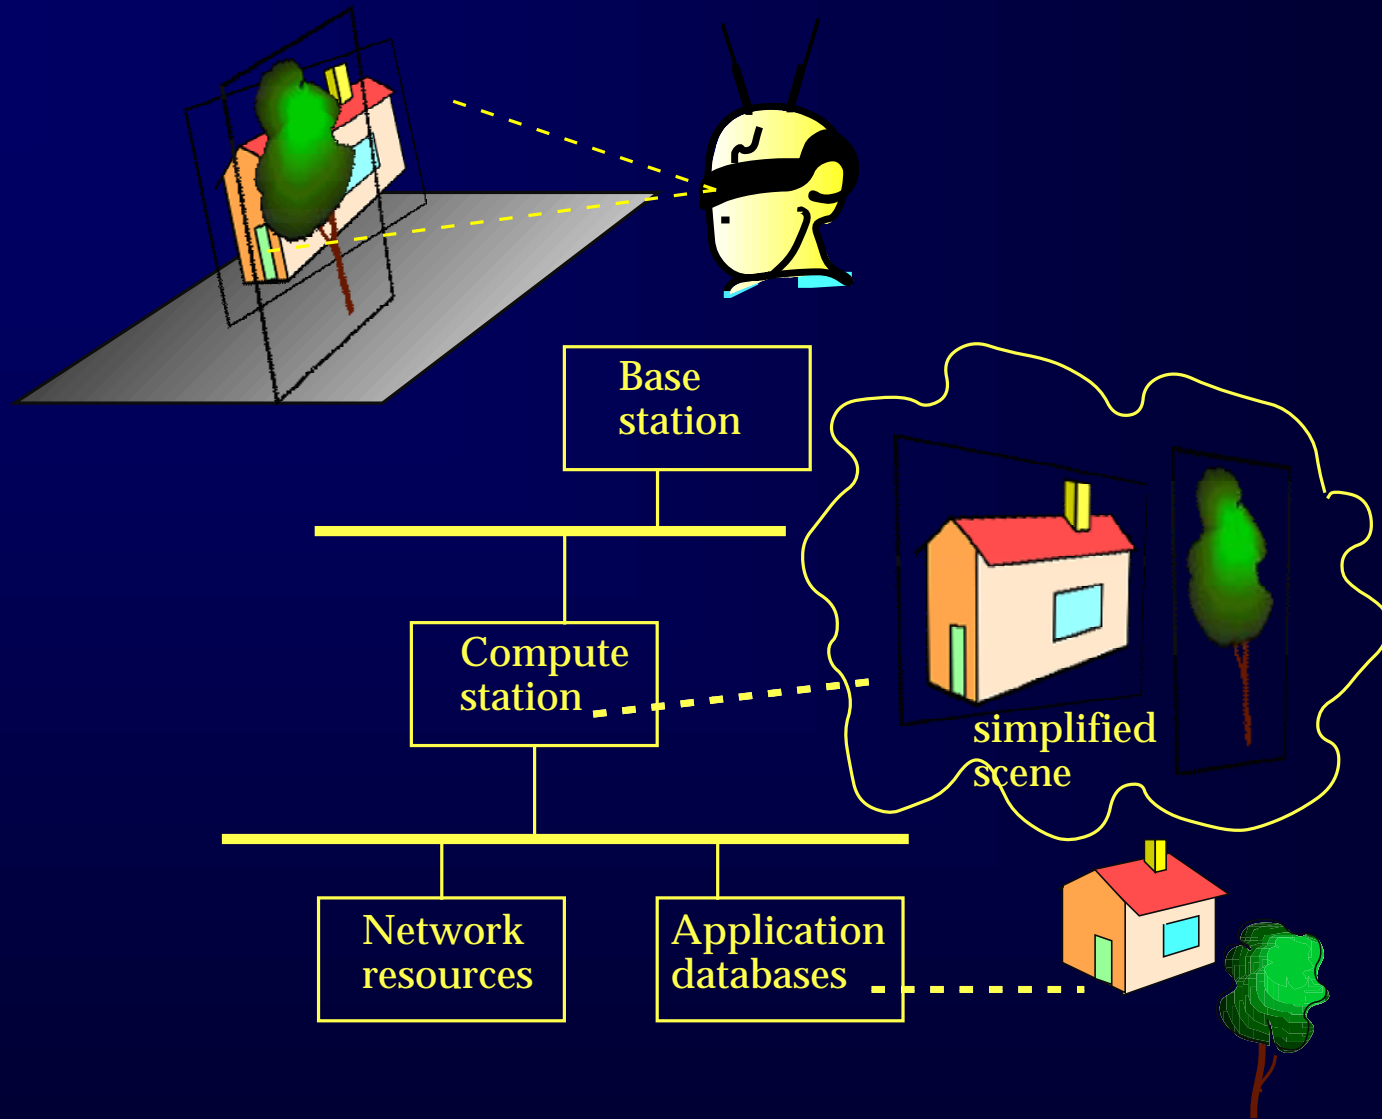 Base
station
Compute
station
simplified
scene
Network
resources
Application
databases